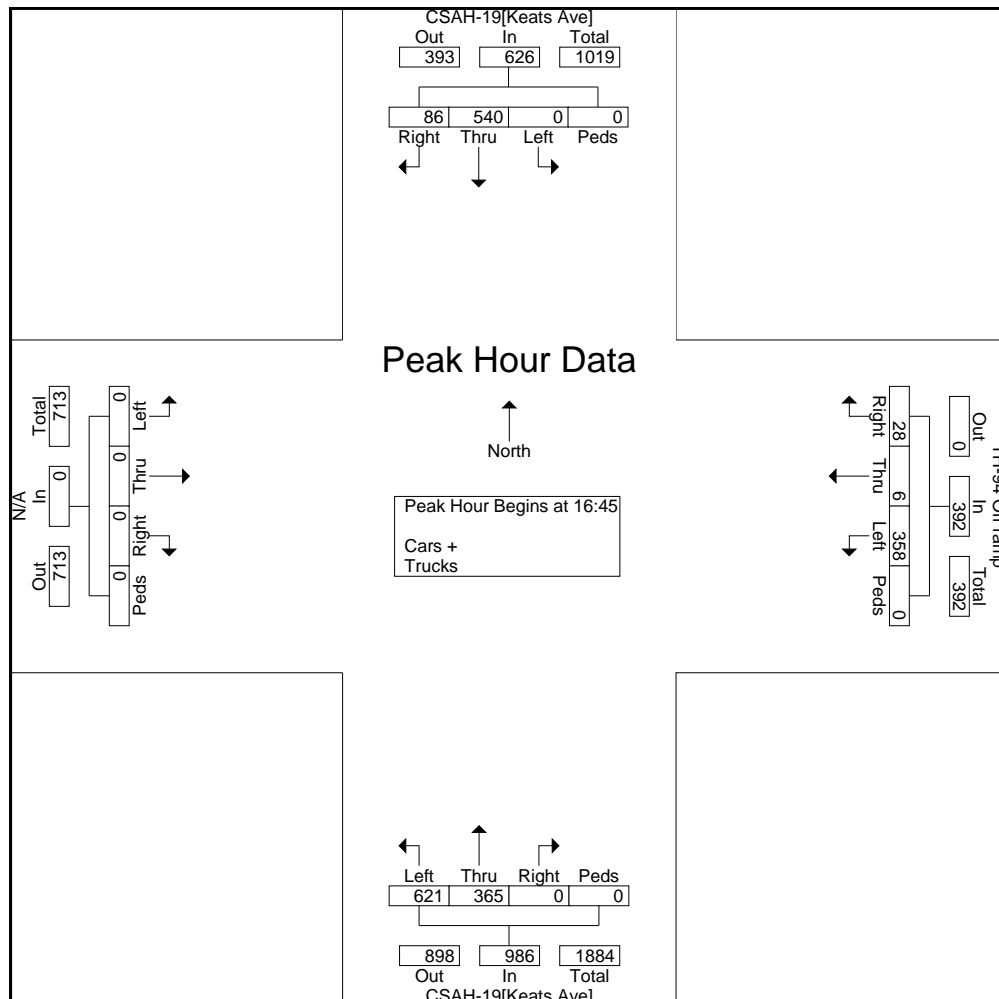 CSAH-19[Keats Ave]
Out In Total
393 626 1019
86 540 0 0
Right Thru Left Peds
Peak Hour Data
North
Peak Hour Begins at 16:45
Cars +
Trucks
N/A
Out In Total
713 0 713
0 0 0 0
Left Thru Right Peds
Out In Total
0 392 392
28 6 358 0
Right Thru Left Peds
Left Thru Right Peds
621 365 0 0
898 986 1884
Out In Total
CSAH-19[Keats Ave]